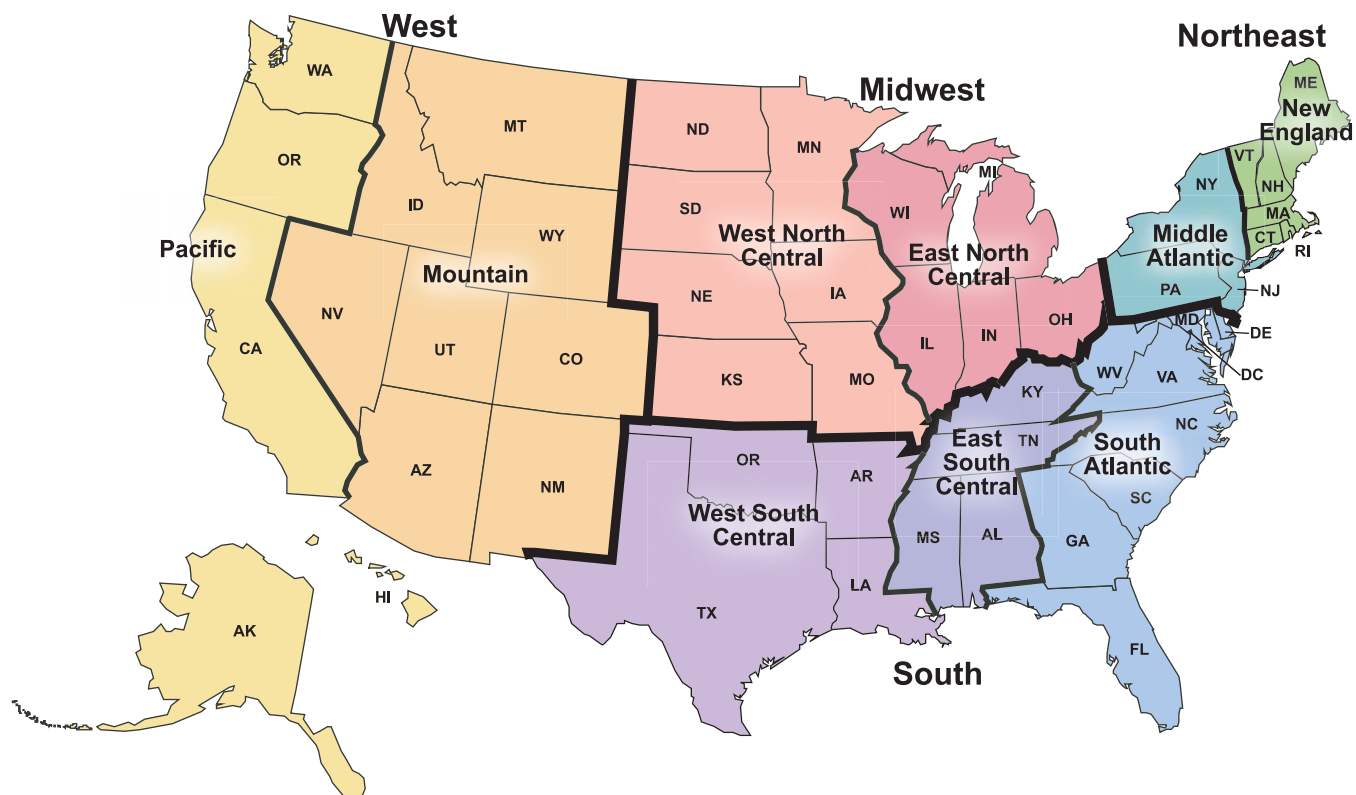 West
Northeast
Midwest
South
New
England
Middle
Atlantic
East North
Central
West North
Central
Mountain
Pacific
West South
Central
East
South
Central
South
Atlantic
WA
OR
CA
AK
HI
MT
ID
WY
NV
UT
CO
AZ
NM
ND
SD
NE
KS
MN
IA
MO
WI
MI
IL
IN
OH
OR
TX
AR
LA
KY
TN
MS
AL
WV
MD
DE
DC
VA
NC
SC
GA
FL
NY
PA
NJ
ME
VT
NH
MA
CT
RI